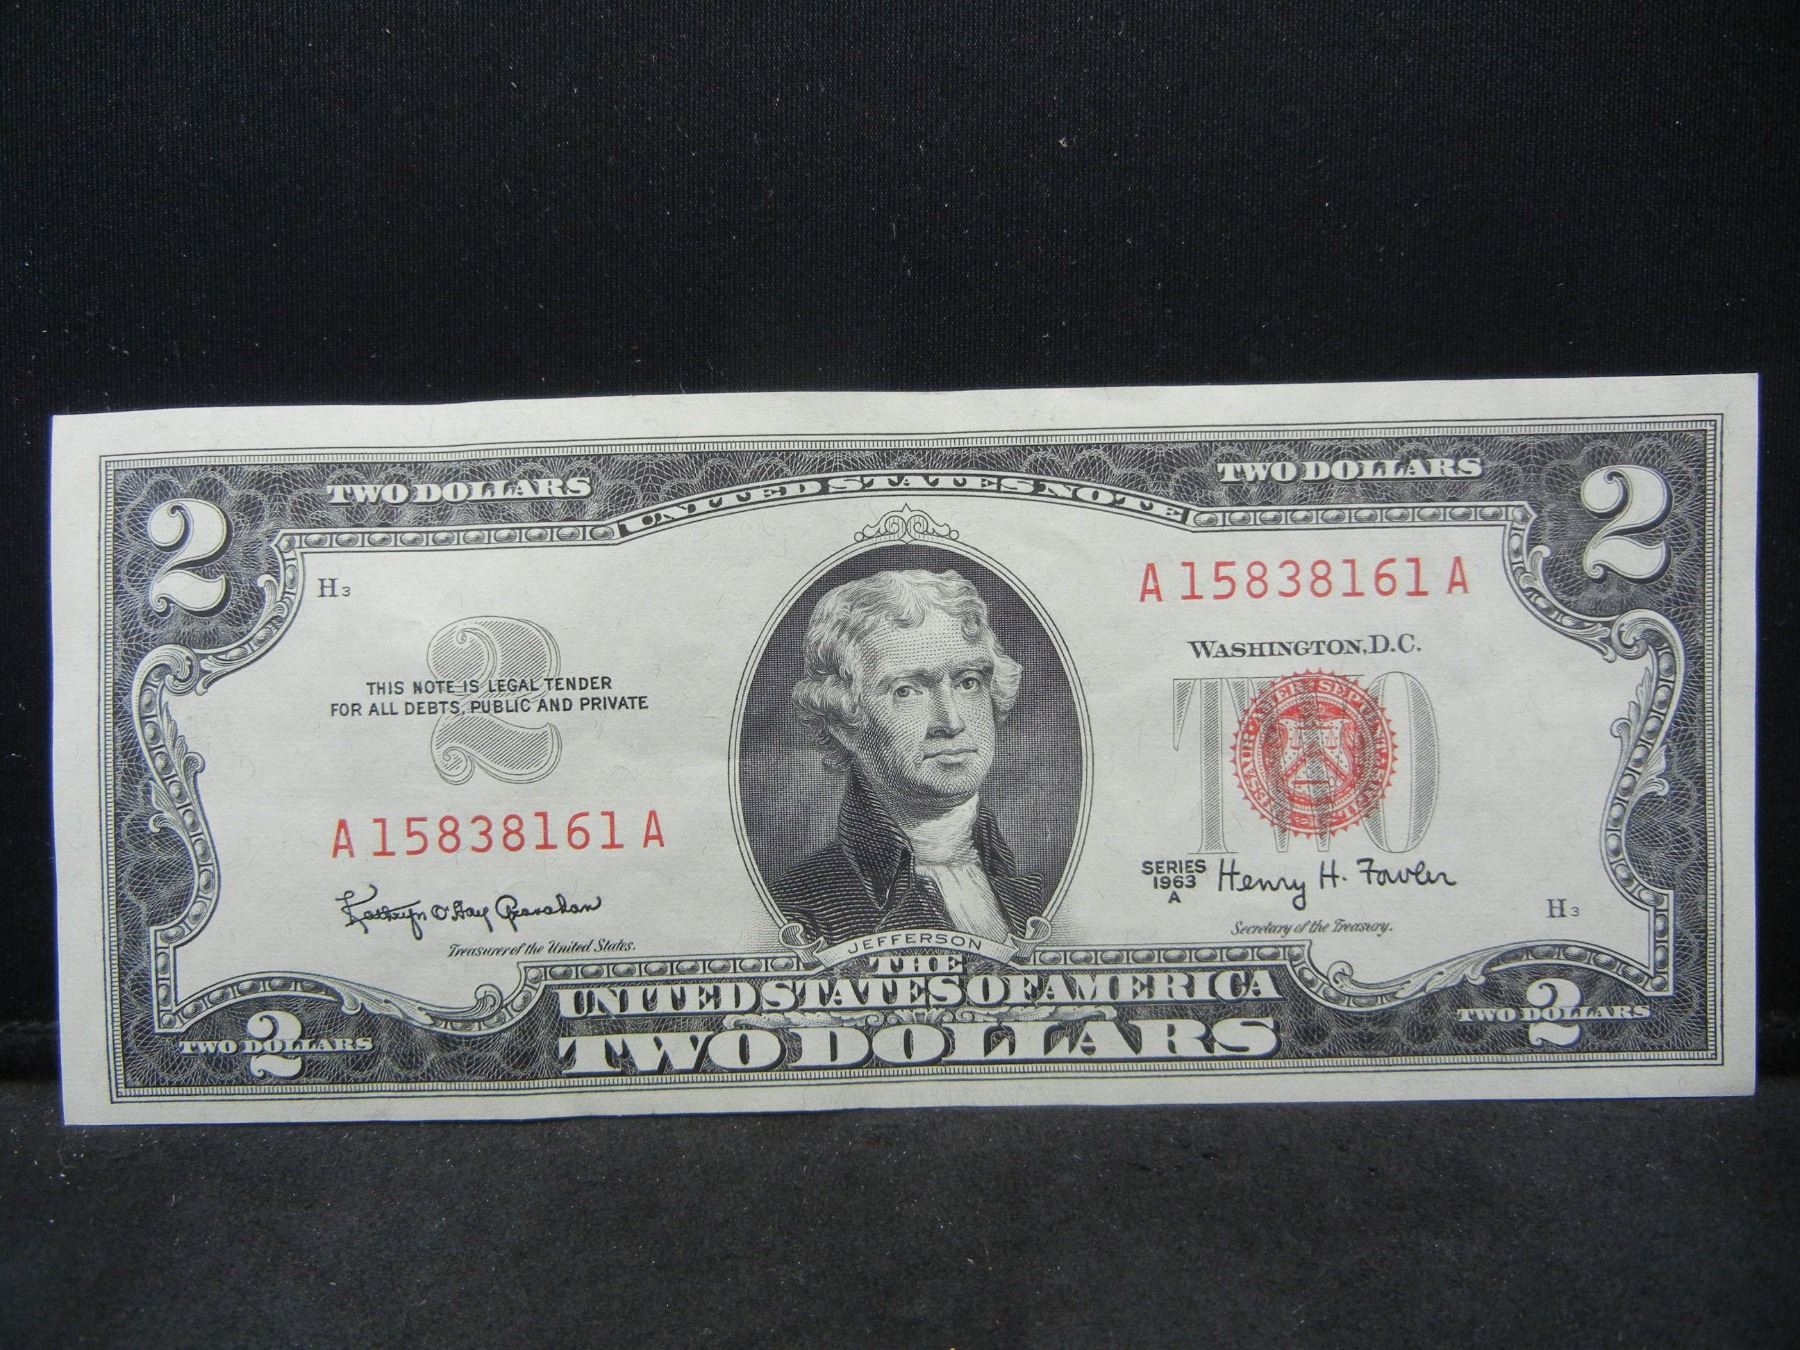 TWO DOLLARS
UNITED STATES NOTE
TWO DOLLARS
2
2
H3
A 15838161 A
WASHINGTON, D.C.
2
THIS NOTE IS LEGAL TENDER
FOR ALL DEBTS, PUBLIC AND PRIVATE
TWO
A 15838161 A
SERIES
1963
A
Henry H. Fowler
Kathryn O'Hay Granahan
H3
Secretary of the Treasury.
Treasurer of the United States.
JEFFERSON
THE
UNITED STATES OF AMERICA
TWO DOLLARS
TWO 2 DOLLARS
TWO 2 DOLLARS